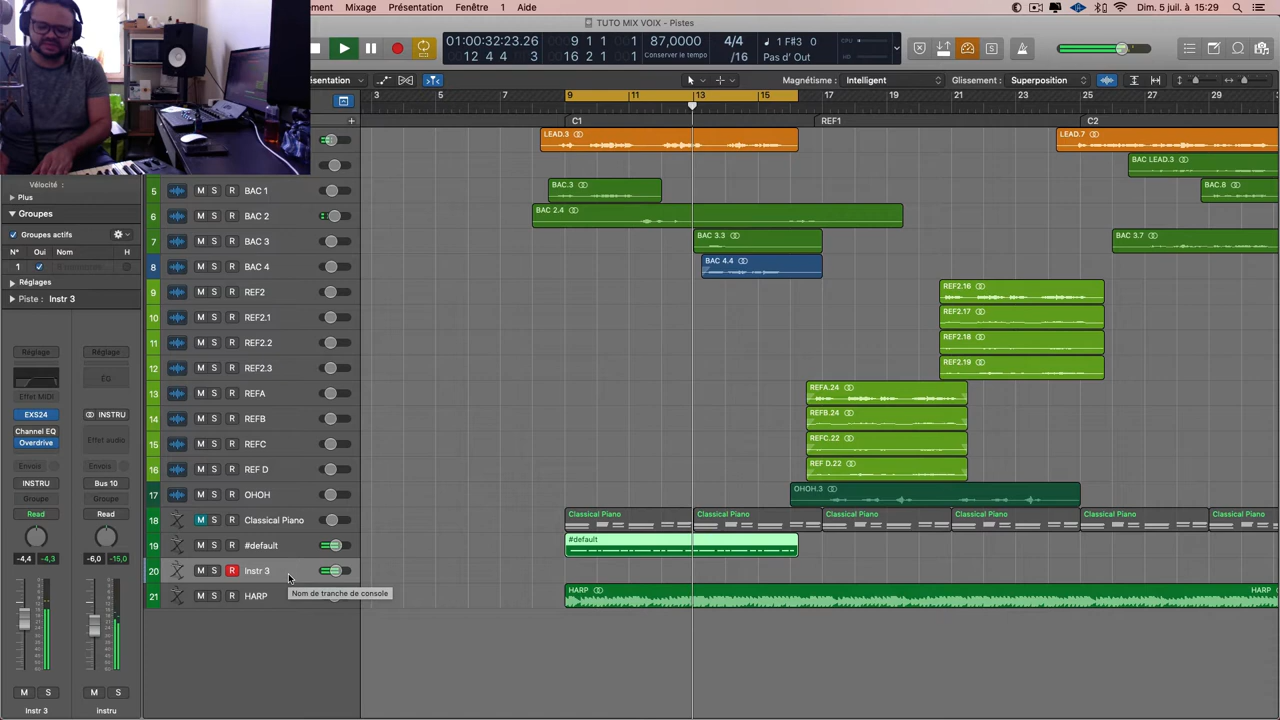 ment Mixage Présentation Fenêtre 1 Aide
Dim. 5 juil. à 15:29
TUTO MIX VOIX - Pistes
01:00:32:23.26
12 4 4 3
9 1 1 1
16 2 1 1
87,0000
Conserver le tempo
4/4
/16
1 F#3 0
Pas d' Out
CPU
sentation
Magnétisme : Intelligent
Glissement : Superposition
3 5 7 9 11 13 15 17 19 21 23 25 27 29
C1 REF1 C2
Vélocité :
Plus
Groupes
Groupes actifs
# Oui Nom H
1
Réglages
Piste : Instr 3
Réglage Réglage
ÉQ
Effet MIDI
EXS24 INSTRU
Channel EQ
Overdrive
Effet audio
Envois Envois
INSTRU Bus 10
Groupe Groupe
Read Read
-4,4 -4,3 -6,0 -15,0
M S M S
Instr 3 instru
LEAD.3 LEAD.7
BAC LEAD.3
5 M S R BAC 1 BAC.3 BAC.8
6 M S R BAC 2 BAC 2.4
7 M S R BAC 3 BAC 3.3 BAC 3.7
8 M S R BAC 4 BAC 4.4
9 M S R REF2 REF2.16
10 M S R REF2.1 REF2.17
11 M S R REF2.2 REF2.18
12 M S R REF2.3 REF2.19
13 M S R REFA REFA.24
14 M S R REFB REFB.24
15 M S R REFC REFC.22
16 M S R REF D REF D.22
17 M S R OHOH OHOH.3
18 M S R Classical Piano Classical Piano Classical Piano Classical Piano Classical Piano Classical Piano Classical Piano
19 M S R #default #default
20 M S R Instr 3
Nom de tranche de console
21 M S R HARP HARP HARP